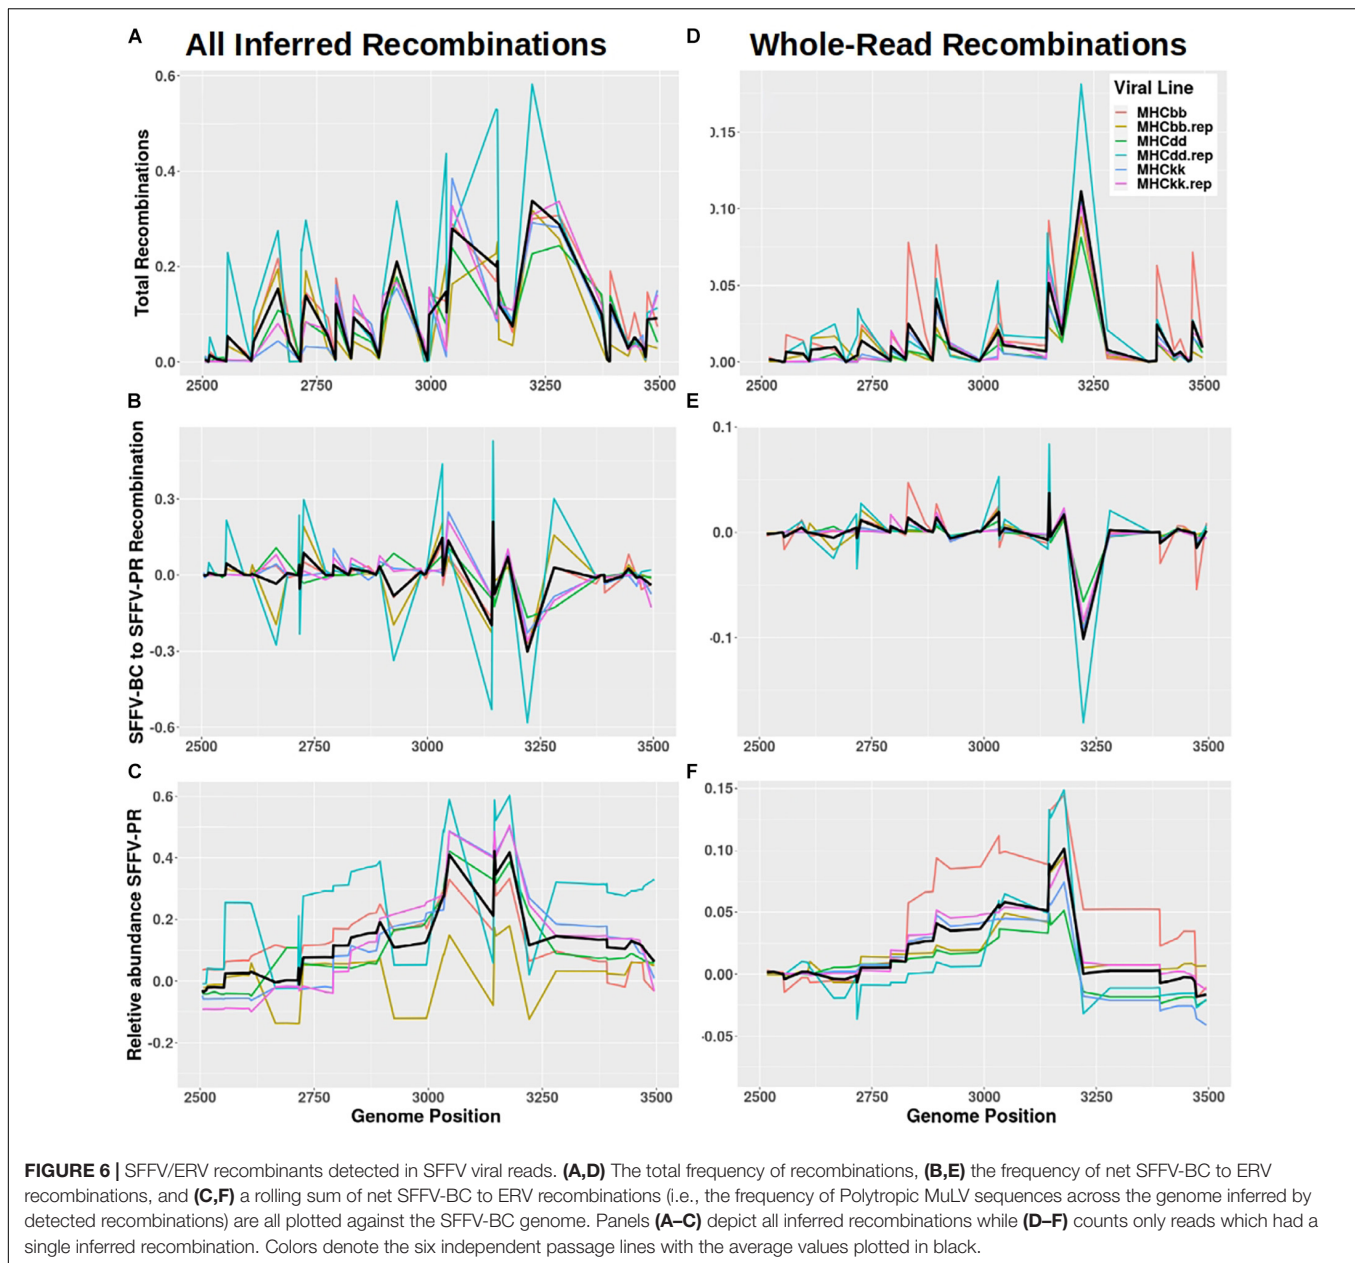 A
All Inferred Recombinations
Total Recombinations
0.6
0.4
0.2
0.0
2500
2750
3000
3250
3500
B
SFFV-BC to SFFV-PR Recombination
0.3
0.0
-0.3
-0.6
2500
2750
3000
3250
3500
C
Reletive abundance SFFV-PR
0.6
0.4
0.2
0.0
-0.2
2500
2750
3000
3250
3500
Genome Position
D
Whole-Read Recombinations
Viral Line
MHCbb
MHCbb.rep
MHCdd
MHCdd.rep
MHCkk
MHCkk.rep
0.15
0.10
0.05
0.00
2500
2750
3000
3250
3500
E
0.1
0.0
-0.1
2500
2750
3000
3250
3500
F
0.15
0.10
0.05
0.00
-0.05
2500
2750
3000
3250
3500
Genome Position
FIGURE 6 | SFFV/ERV recombinants detected in SFFV viral reads. (A,D) The total frequency of recombinations, (B,E) the frequency of net SFFV-BC to ERV
recombinations, and (C,F) a rolling sum of net SFFV-BC to ERV recombinations (i.e., the frequency of Polytropic MuLV sequences across the genome inferred by
detected recombinations) are all plotted against the SFFV-BC genome. Panels (A–C) depict all inferred recombinations while (D–F) counts only reads which had a
single inferred recombination. Colors denote the six independent passage lines with the average values plotted in black.